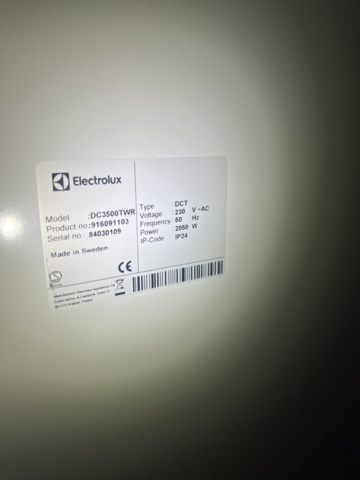 Electrolux
Model :DC3500TWR
Product no:916091103
Serial no 84030109
Made in Sweden
Type DCT
Voltage : 230 V ~AC
Frequency : 50 Hz
Power : 2050 W
IP-Code : IP24
CE